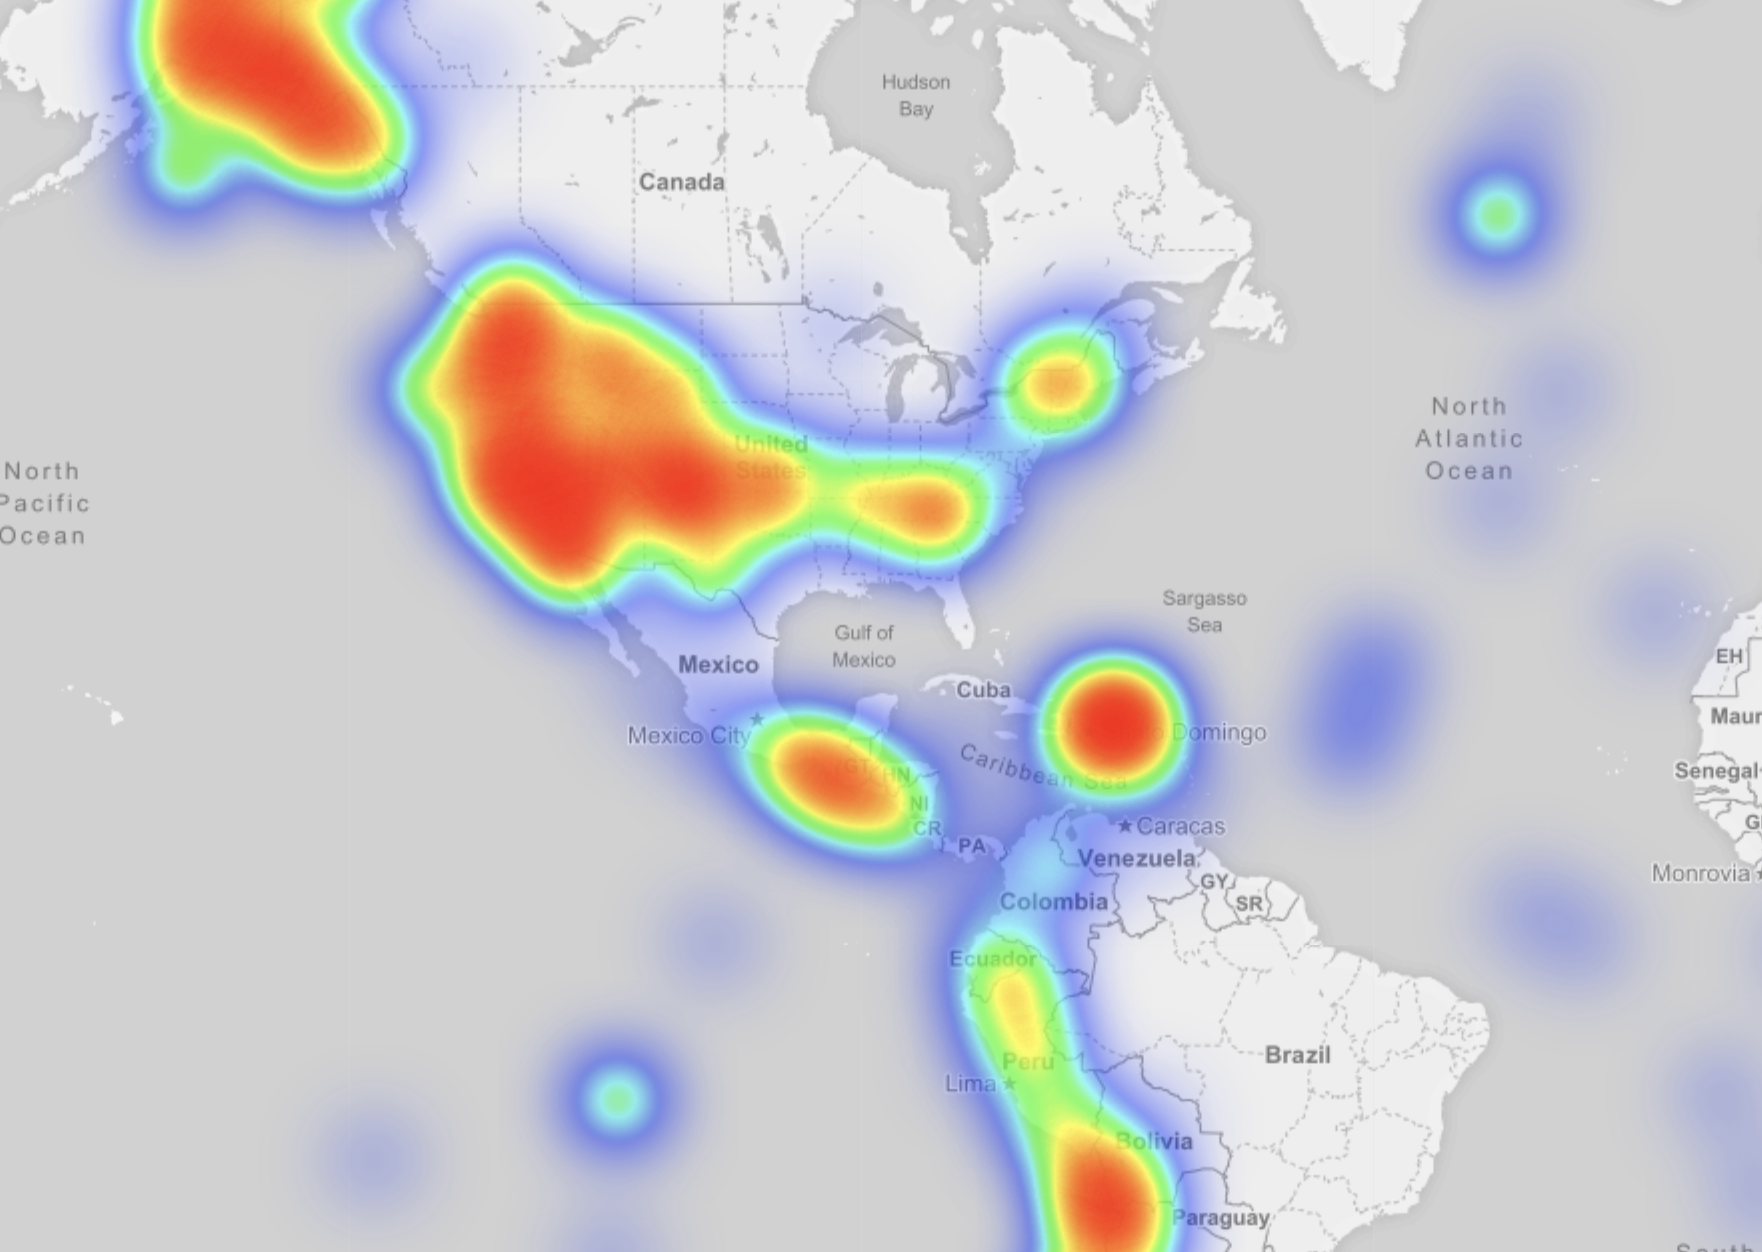 Hudson
Bay
Canada
North
Pacific
Ocean
United
States
North
Atlantic
Ocean
Sargasso
Sea
Gulf of
Mexico
Mexico
Cuba
EH
Maur
Mexico City
Domingo
Caribbean Sea
GT
HN
NI
CR
PA
Senegal
Caracas
Venezuela
GY
SR
Colombia
Monrovia
Ecuador
Peru
Lima
Brazil
Bolivia
Paraguay